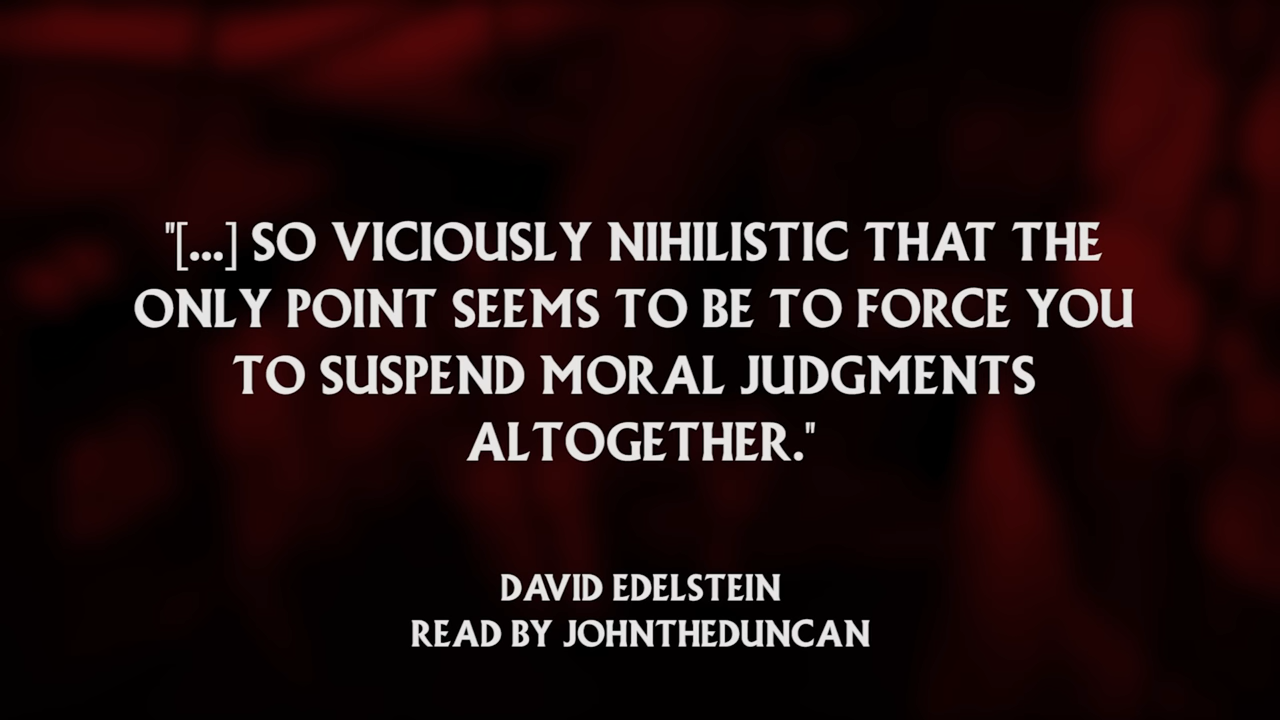 "[...] SO VICIOUSLY NIHILISTIC THAT THE
ONLY POINT SEEMS TO BE TO FORCE YOU
TO SUSPEND MORAL JUDGMENTS
ALTOGETHER."
DAVID EDELSTEIN
READ BY JOHNTHEDUNCAN